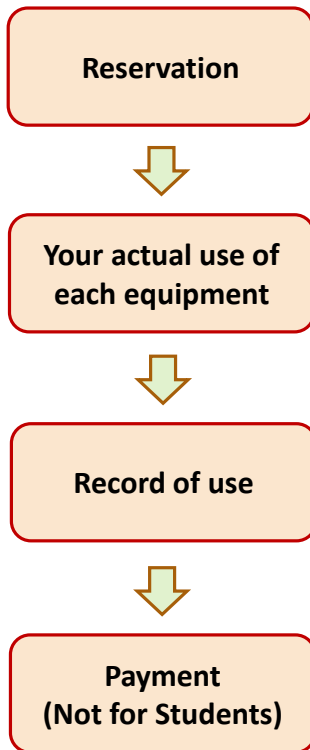 Reservation
Your actual use of
each equipment
Record of use
Payment
(Not for Students)